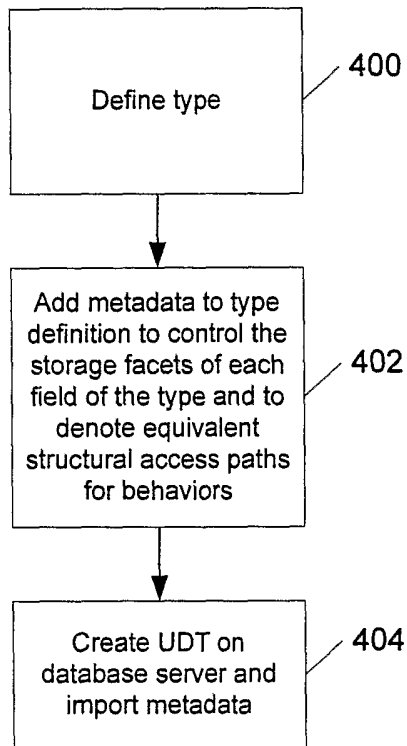 Define type
400
Add metadata to type
definition to control the
storage facets of each
field of the type and to
denote equivalent
structural access paths
for behaviors
402
Create UDT on
database server and
import metadata
404